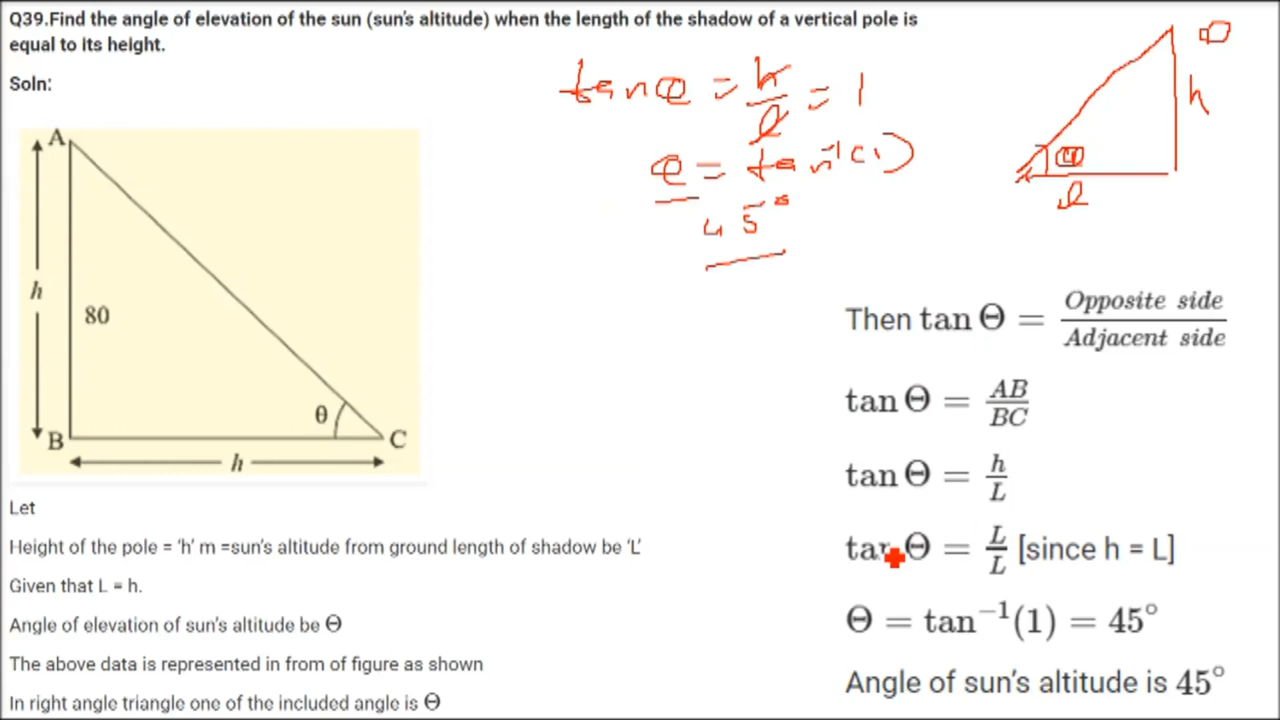 Q39.Find the angle of elevation of the sun (sun's altitude) when the length of the shadow of a vertical pole is
equal to its height.
Soln:
tanθ = h/l = 1
θ = tan⁻¹(1)
45°
h
θ
l
A
h
80
θ
B
C
h
Then tan Θ = Opposite side / Adjacent side
tan Θ = AB/BC
tan Θ = h/L
tan Θ = L/L [since h = L]
Θ = tan⁻¹(1) = 45°
Angle of sun's altitude is 45°
Let
Height of the pole = 'h' m =sun's altitude from ground length of shadow be 'L'
Given that L = h.
Angle of elevation of sun's altitude be Θ
The above data is represented in from of figure as shown
In right angle triangle one of the included angle is Θ